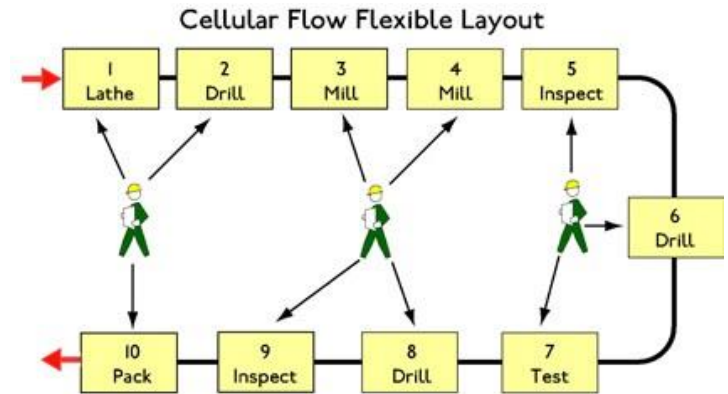 Cellular Flow Flexible Layout
1
Lathe
2
Drill
3
Mill
4
Mill
5
Inspect
6
Drill
7
Test
8
Drill
9
Inspect
10
Pack